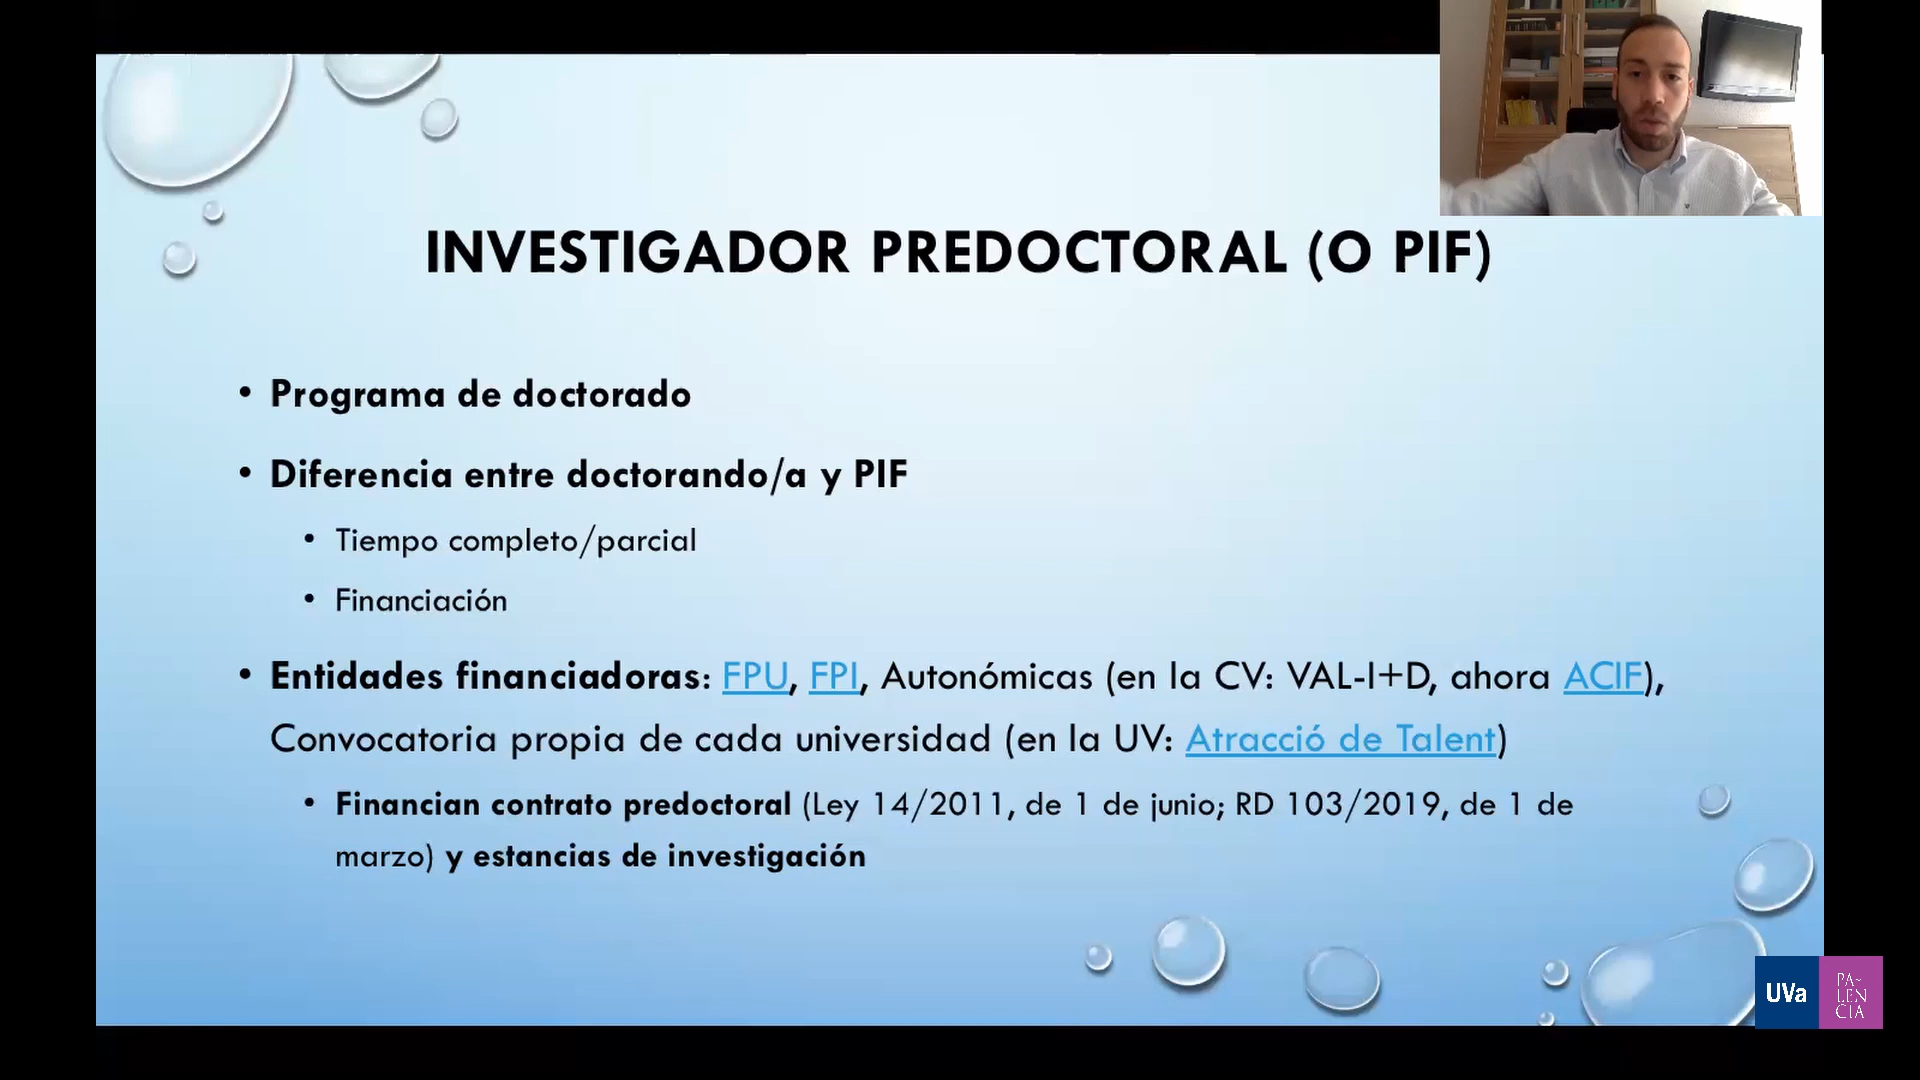 INVESTIGADOR PREDOCTORAL (O PIF)
• Programa de doctorado
• Diferencia entre doctorando/a y PIF
• Tiempo completo/parcial
• Financiación
• Entidades financiadoras: FPU, FPI, Autonómicas (en la CV: VAL-I+D, ahora ACIF),
Convocatoria propia de cada universidad (en la UV: Atracció de Talent)
• Financian contrato predoctoral (Ley 14/2011, de 1 de junio; RD 103/2019, de 1 de
marzo) y estancias de investigación
UVa
PA~
LEN
CIA